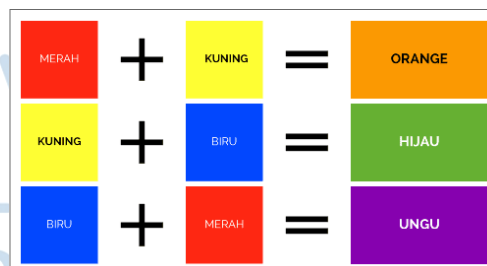 MERAH + KUNING = ORANGE
KUNING + BIRU = HIJAU
BIRU + MERAH = UNGU